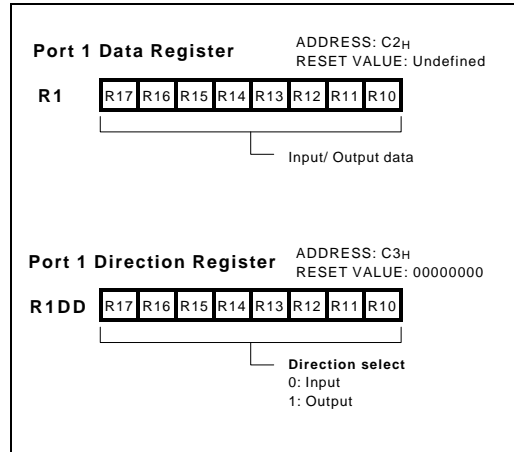 Port 1 Data Register
ADDRESS: C2H
RESET VALUE: Undefined
R1
R17 R16 R15 R14 R13 R12 R11 R10
Input/ Output data
Port 1 Direction Register
ADDRESS: C3H
RESET VALUE: 00000000
R1DD
R17 R16 R15 R14 R13 R12 R11 R10
Direction select
0: Input
1: Output